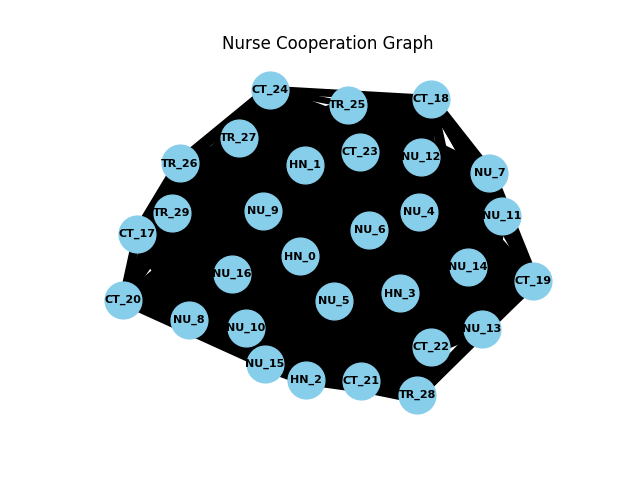 Nurse Cooperation Graph
CT_24
TR_25
CT_18
TR_27
CT_23
NU_12
TR_26
HN_1
NU_7
TR_29
NU_9
NU_4
NU_11
CT_17
NU_6
HN_0
NU_16
NU_14
CT_19
CT_20
NU_5
HN_3
NU_8
NU_10
NU_13
CT_22
NU_15
HN_2
CT_21
TR_28